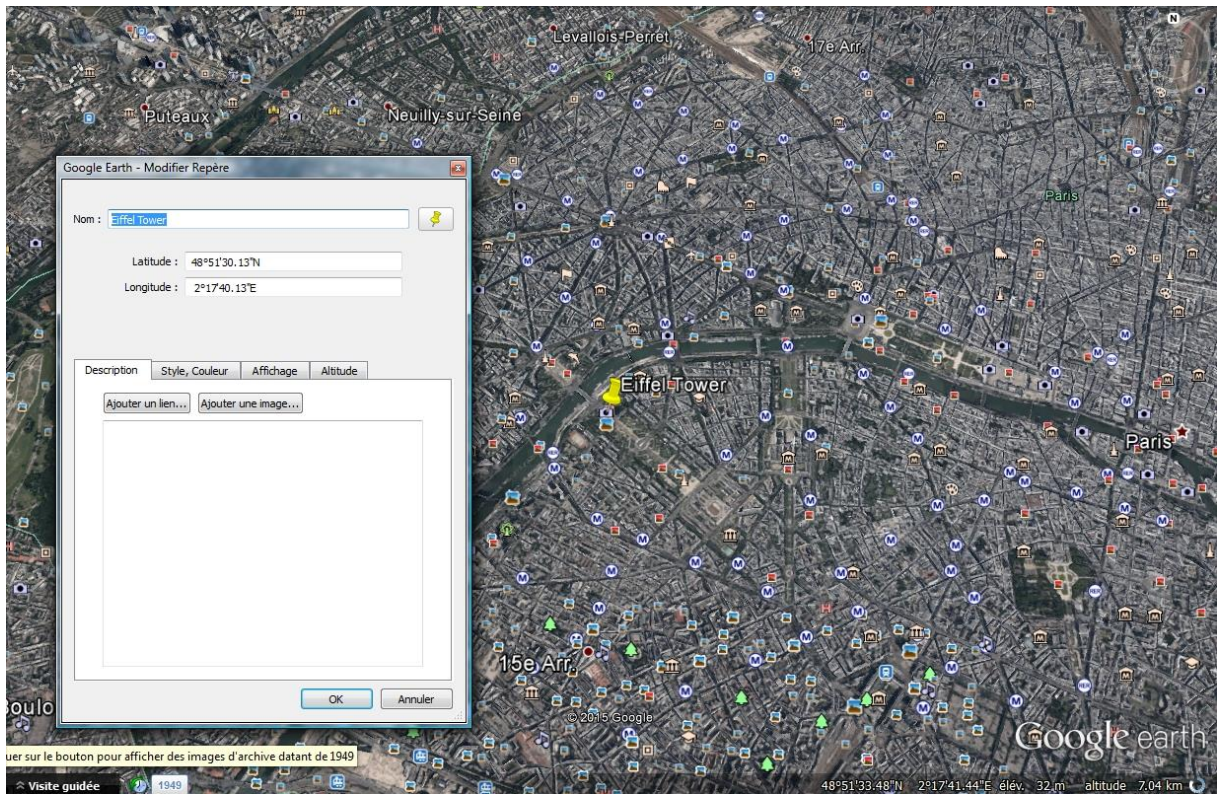 Levallois-Perret
17e Arr.
N
Puteaux
Neuilly-sur-Seine
Google Earth - Modifier Repère
Paris
Nom :
Eiffel Tower
Latitude :
48°51'30.13"N
Longitude :
2°17'40.13"E
Description
Style, Couleur
Affichage
Altitude
Eiffel Tower
Ajouter un lien...
Ajouter une image...
Paris
15e Arr.
OK
Annuler
Boulo
© 2015 Google
Google earth
uer sur le bouton pour afficher des images d'archive datant de 1949
Visite guidée
1949
48°51'33.48"N 2°17'41.44"E élév. 32 m altitude 7.04 km